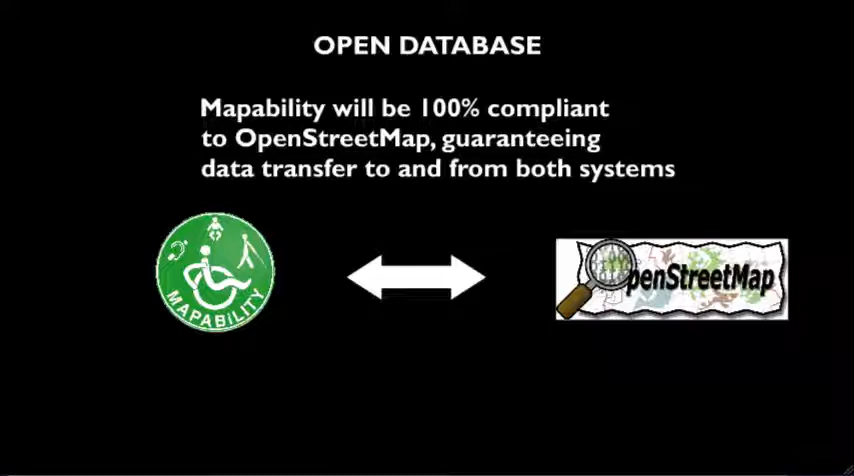 OPEN DATABASE
Mapability will be 100% compliant
to OpenStreetMap, guaranteeing
data transfer to and from both systems
MAPABiLITY
OpenStreetMap